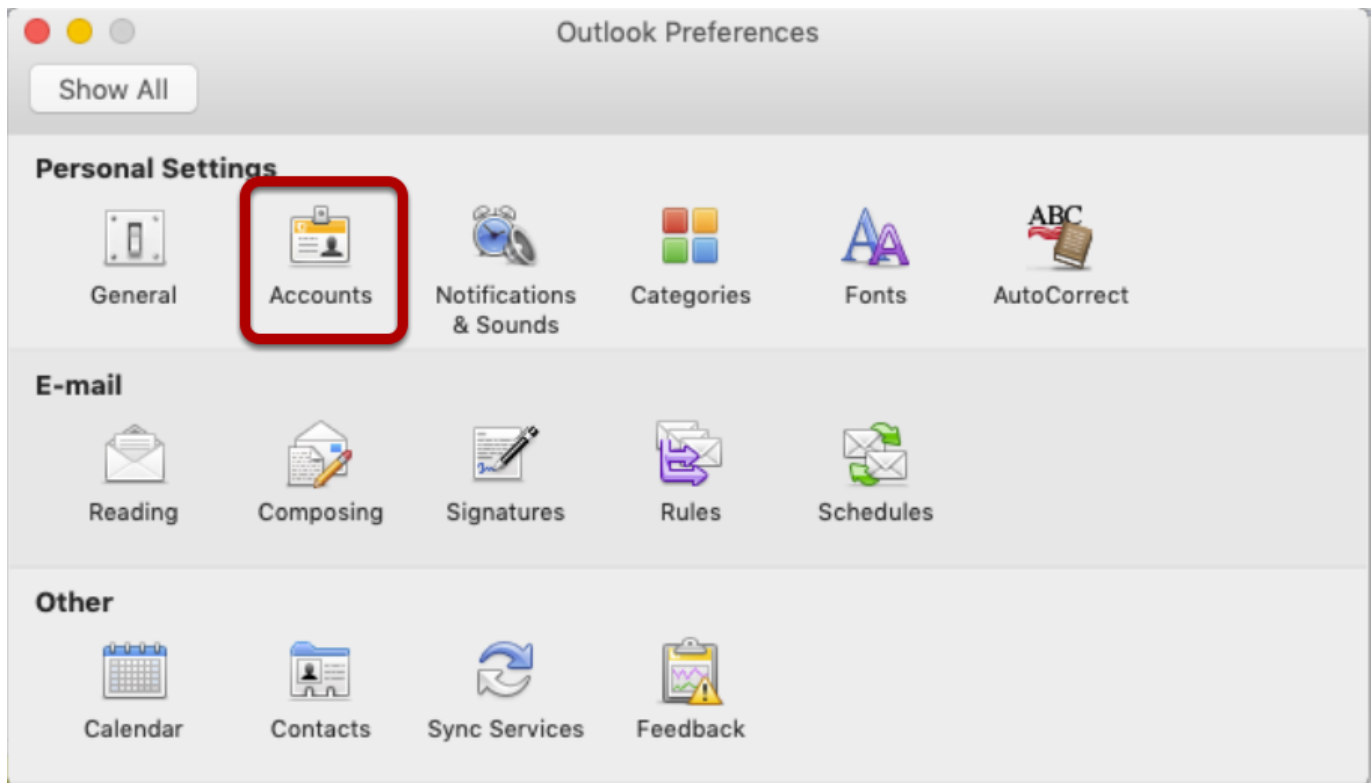 Outlook Preferences
Show All
Personal Settings
General
Accounts
Notifications
& Sounds
Categories
Fonts
ABC
AutoCorrect
E-mail
Reading
Composing
Signatures
Rules
Schedules
Other
Calendar
Contacts
Sync Services
Feedback